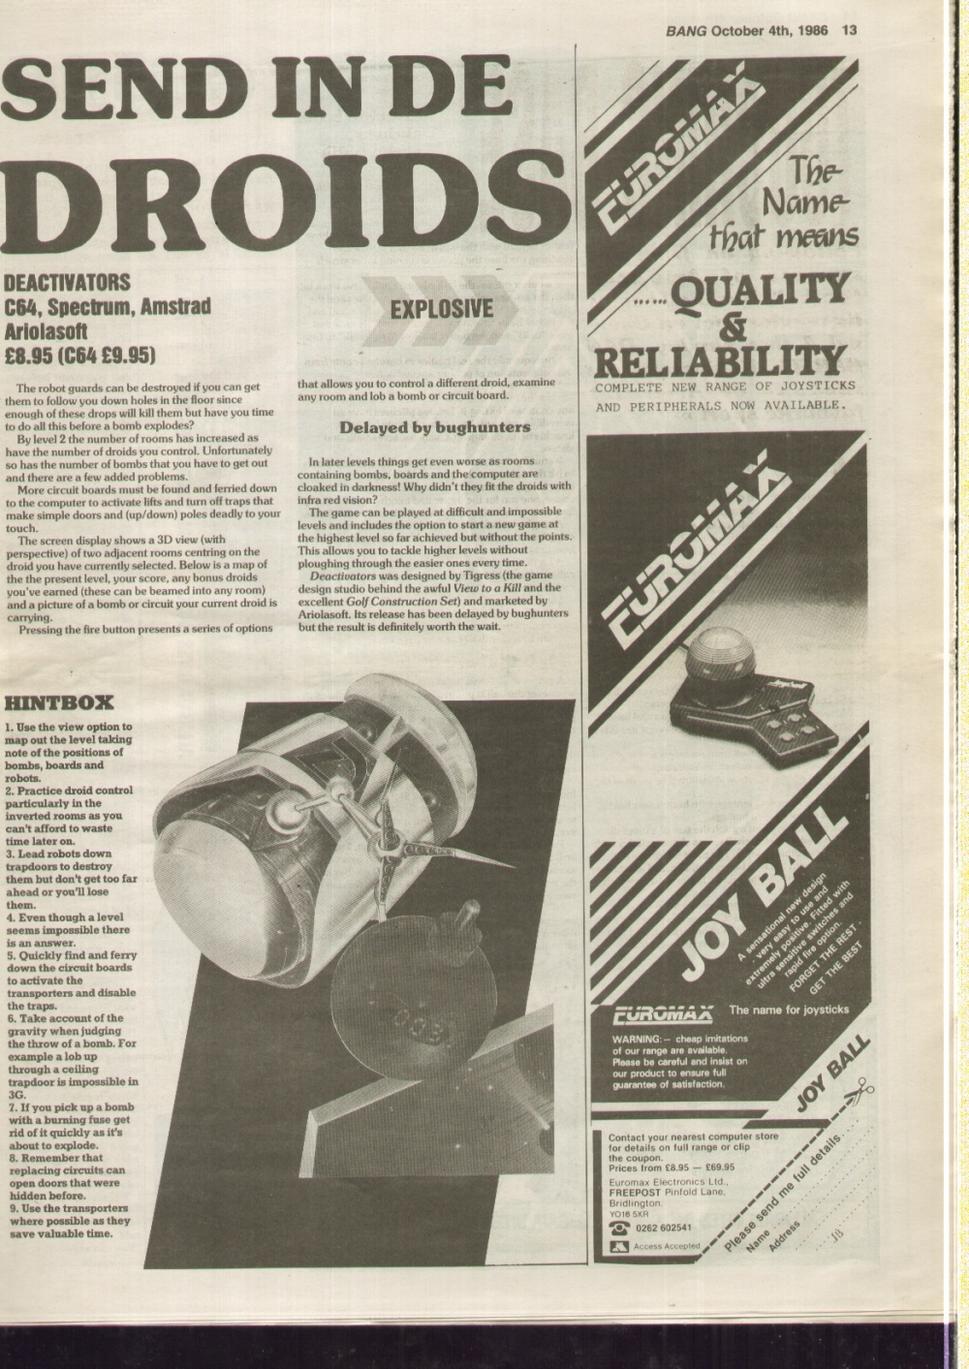 BANG October 4th, 1986 13
SEND IN DE
DROIDS
DEACTIVATORS
C64, Spectrum, Amstrad
Ariolasoft
£8.95 (C64 £9.95)
EXPLOSIVE
The robot guards can be destroyed if you can get
them to follow you down holes in the floor since
enough of these drops will kill them but have you time
to do all this before a bomb explodes?
By level 2 the number of rooms has increased as
have the number of droids you control. Unfortunately
so has the number of bombs that you have to get out
and there are a few added problems.
More circuit boards must be found and ferried down
to the computer to activate lifts and turn off traps that
make simple doors and (up/down) poles deadly to your
touch.
The screen display shows a 3D view (with
perspective) of two adjacent rooms centring on the
droid you have currently selected. Below is a map of
the the present level, your score, any bonus droids
you've earned (these can be beamed into any room)
and a picture of a bomb or circuit your current droid is
carrying.
Pressing the fire button presents a series of options
that allows you to control a different droid, examine
any room and lob a bomb or circuit board.
Delayed by bughunters
In later levels things get even worse as rooms
containing bombs, boards and the computer are
cloaked in darkness! Why didn't they fit the droids with
infra red vision?
The game can be played at difficult and impossible
levels and includes the option to start a new game at
the highest level so far achieved but without the points.
This allows you to tackle higher levels without
ploughing through the easier ones every time.
Deactivators was designed by Tigress (the game
design studio behind the awful View to a Kill and the
excellent Golf Construction Set) and marketed by
Ariolasoft. Its release has been delayed by bughunters
but the result is definitely worth the wait.
HINTBOX
1. Use the view option to
map out the level taking
note of the positions of
bombs, boards and
robots.
2. Practice droid control
particularly in the
inverted rooms as you
can't afford to waste
time later on.
3. Lead robots down
trapdoors to destroy
them but don't get too far
ahead or you'll lose
them.
4. Even though a level
seems impossible there
is an answer.
5. Quickly find and ferry
down the circuit boards
to activate the
transporters and disable
the traps.
6. Take account of the
gravity when judging
the throw of a bomb. For
example a lob up
through a ceiling
trapdoor is impossible in
3G.
7. If you pick up a bomb
with a burning fuse get
rid of it quickly as it's
about to explode.
8. Remember that
replacing circuits can
open doors that were
hidden before.
9. Use the transporters
where possible as they
save valuable time.
EUROMAX
The
Name
that means
......QUALITY
&
RELIABILITY
COMPLETE NEW RANGE OF JOYSTICKS
AND PERIPHERALS NOW AVAILABLE.
EUROMAX
JOY BALL
A sensational new design
very easy to use and
extremely positive. Fitted with
ultra sensitive switches and
rapid fire option.
FORGET THE REST
GET THE BEST
EUROMAX The name for joysticks
WARNING:— cheap imitations
of our range are available.
Please be careful and insist on
our product to ensure full
guarantee of satisfaction.
JOY BALL
Contact your nearest computer store
for details on full range or clip
the coupon.
Prices from £8.95 — £69.95
Euromax Electronics Ltd.,
FREEPOST Pinfold Lane,
Bridlington.
YO16 5XR
0262 602541
Access Accepted
Please send me full details
Name
Address